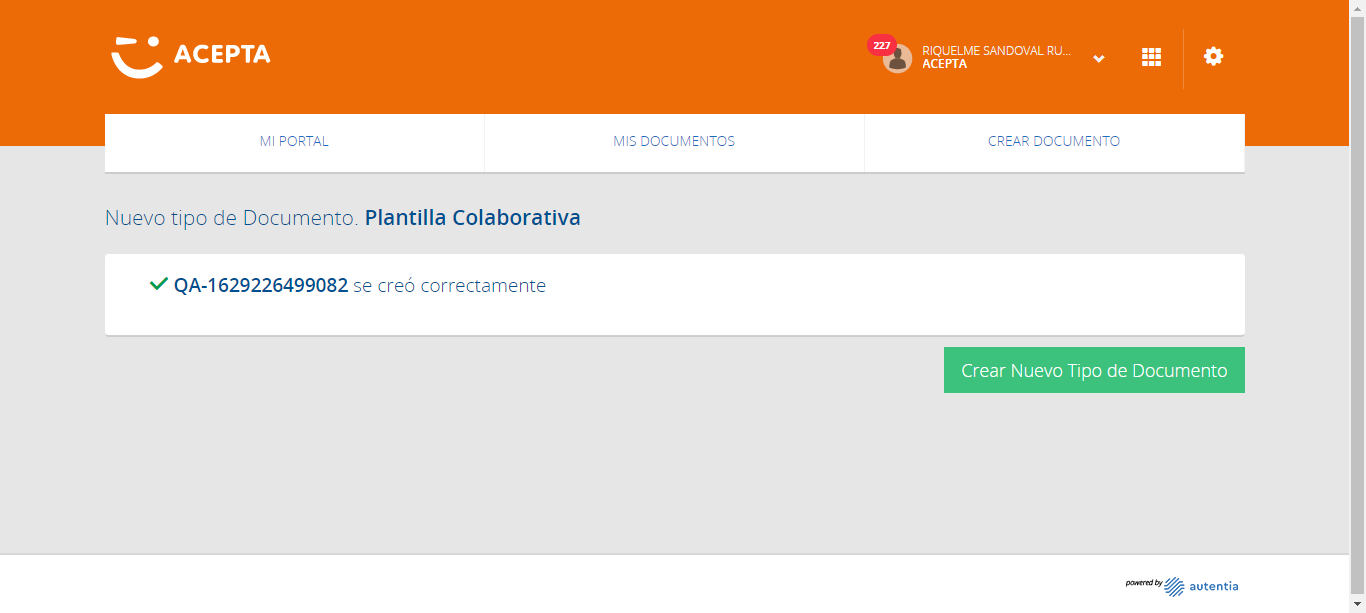 ACEPTA
227
RIQUELME SANDOVAL RU...
ACEPTA
MI PORTAL
MIS DOCUMENTOS
CREAR DOCUMENTO
Nuevo tipo de Documento. Plantilla Colaborativa
QA-1629226499082 se creó correctamente
Crear Nuevo Tipo de Documento
powered by autentia